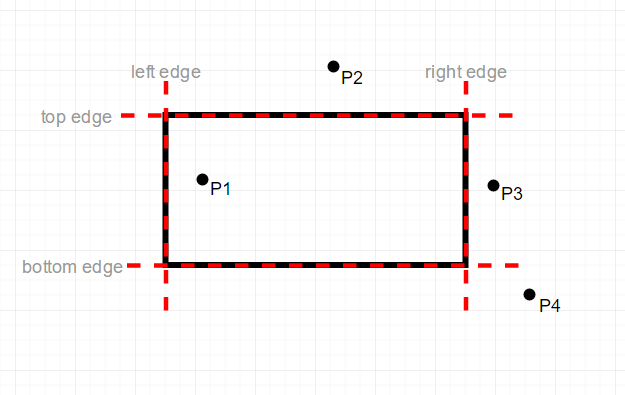 P2
left edge
right edge
top edge
P1
P3
bottom edge
P4